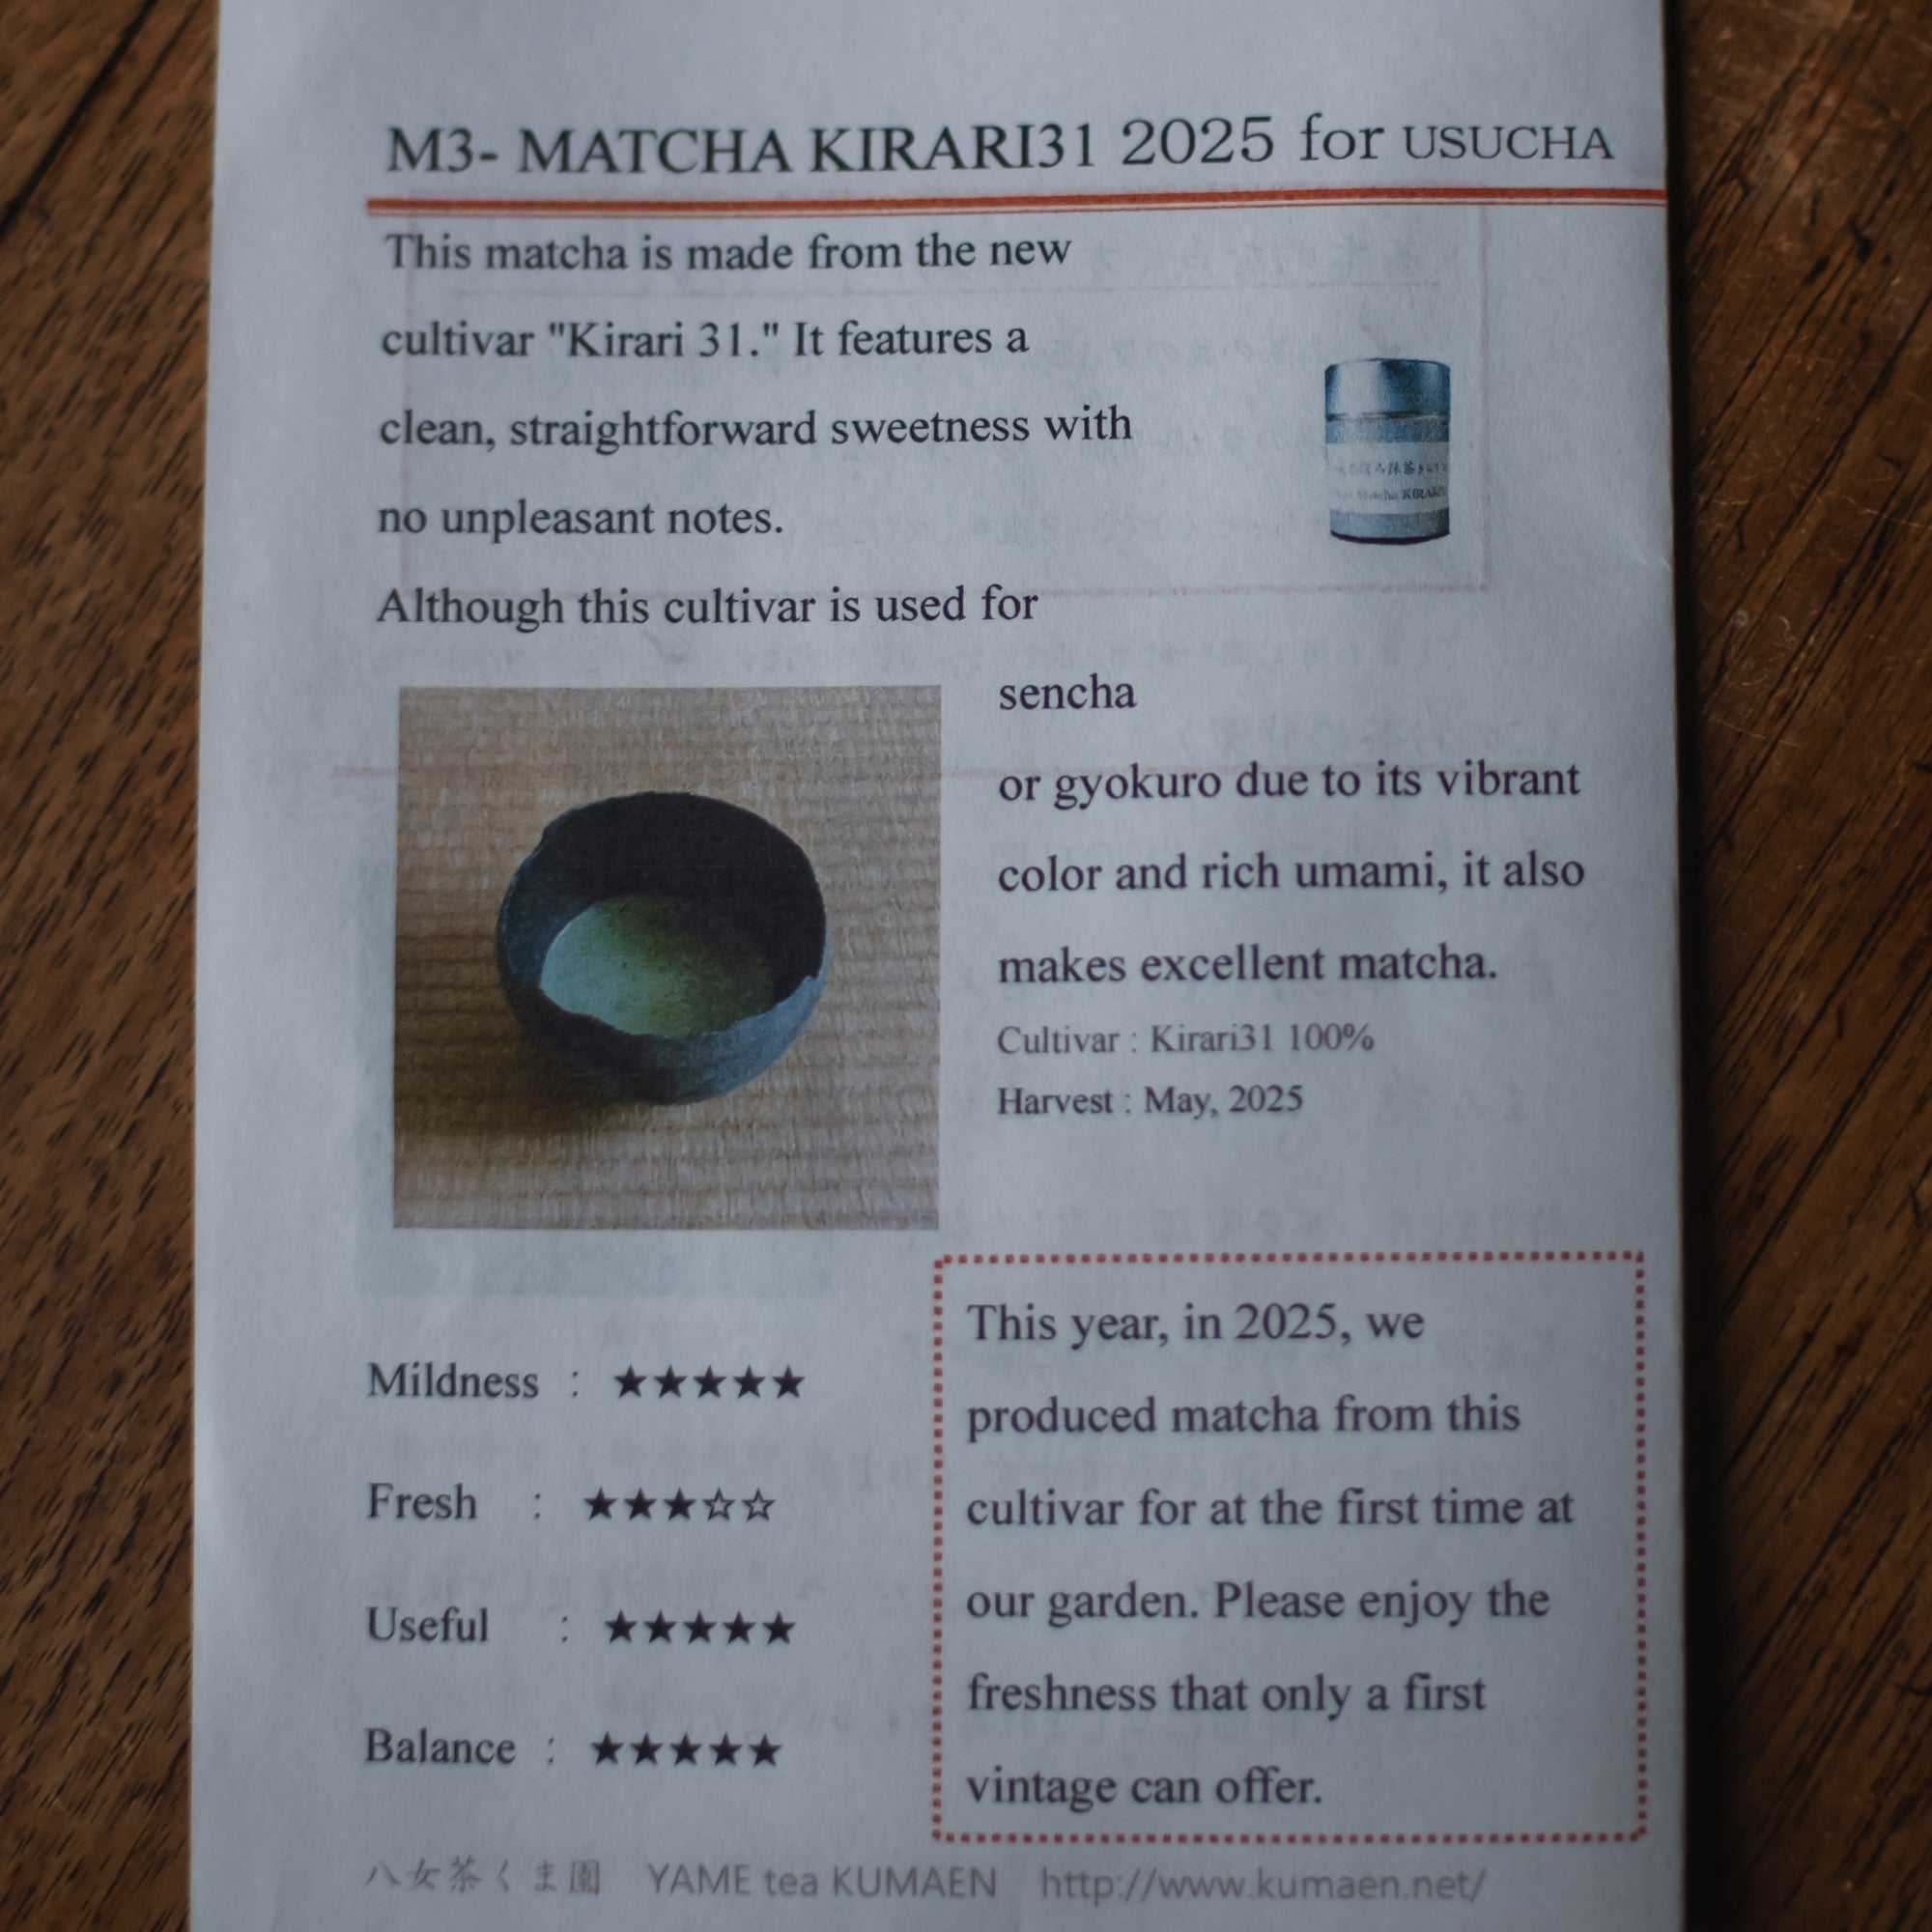 M3- MATCHA KIRARI31 2025 for USUCHA
This matcha is made from the new
cultivar "Kirari 31." It features a
clean, straightforward sweetness with
no unpleasant notes.
Although this cultivar is used for
sencha
or gyokuro due to its vibrant
color and rich umami, it also
makes excellent matcha.
Cultivar : Kirari31 100%
Harvest : May, 2025
Mildness : ★★★★★
Fresh : ★★★☆☆
Useful : ★★★★★
Balance : ★★★★★
This year, in 2025, we
produced matcha from this
cultivar for at the first time at
our garden. Please enjoy the
freshness that only a first
vintage can offer.
八女茶くま園 YAME tea KUMAEN http://www.kumaen.net/